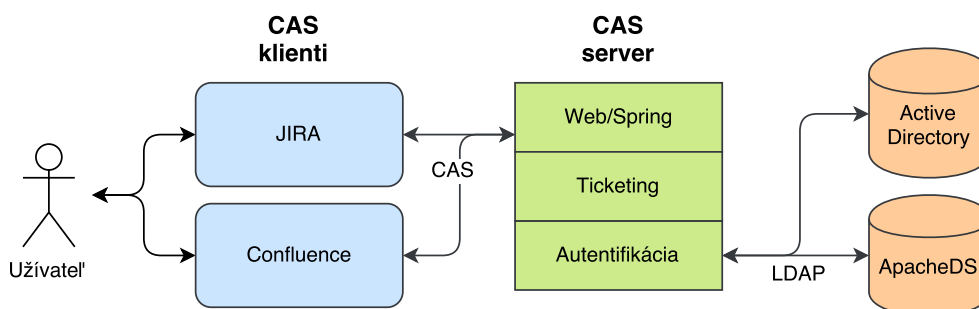 CAS
klienti
CAS
server
JIRA
Confluence
CAS
Web/Spring
Ticketing
Autentifikácia
LDAP
Active
Directory
ApacheDS
Užívateľ